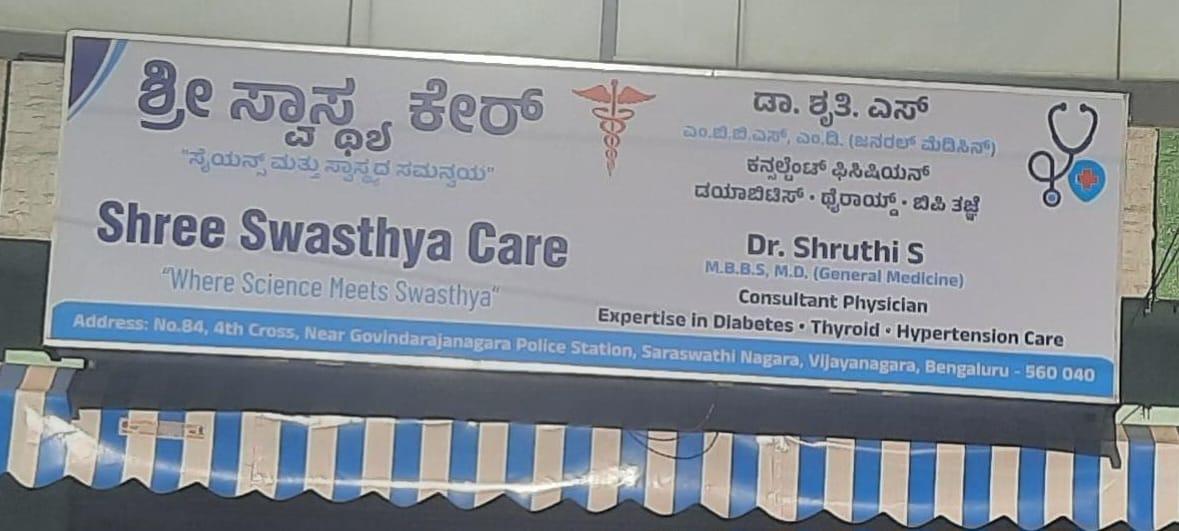 ಶ್ರೀ ಸ್ವಾಸ್ಥ್ಯ ಕೇರ್
"ಸೈಯನ್ಸ್ ಮತ್ತು ಸ್ವಾಸ್ಥ್ಯದ ಸಮನ್ವಯ"
Shree Swasthya Care
"Where Science Meets Swasthya"
ಡಾ. ಶೃತಿ. ಎಸ್
ಎಂ.ಬಿ.ಬಿ.ಎಸ್, ಎಂ.ಡಿ. (ಜನರಲ್ ಮೆಡಿಸಿನ್)
ಕನ್ಸಲ್ಟೆಂಟ್ ಫಿಸಿಷಿಯನ್
ಡಯಾಬಿಟಿಸ್ • ಥೈರಾಯ್ಡ್ • ಬಿಪಿ ತಜ್ಞೆ
Dr. Shruthi S
M.B.B.S, M.D. (General Medicine)
Consultant Physician
Expertise in Diabetes • Thyroid • Hypertension Care
Address: No.84, 4th Cross, Near Govindarajanagara Police Station, Saraswathi Nagara, Vijayanagara, Bengaluru - 560 040